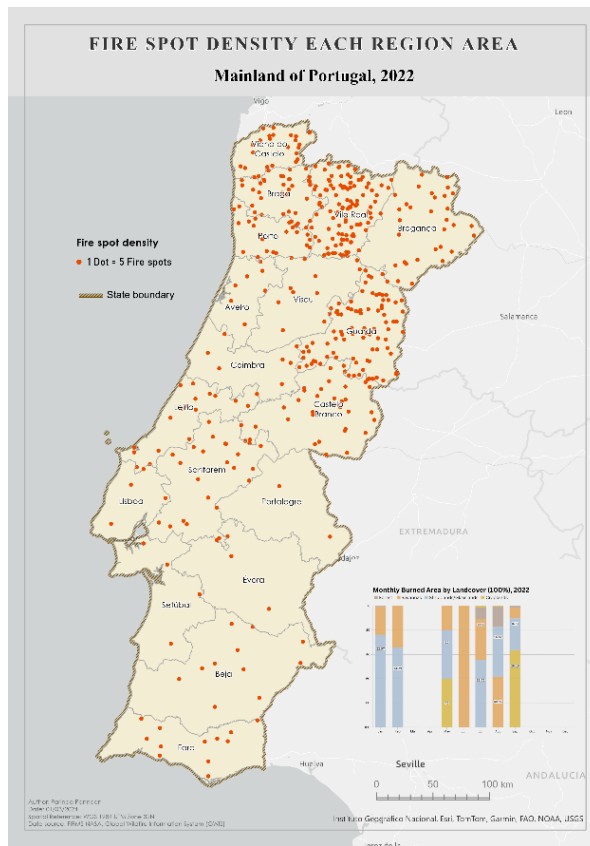 FIRE SPOT DENSITY EACH REGION AREA
Mainland of Portugal, 2022
Vigo
Leon
Viana do
Castelo
Braga
Vila Real
Bragança
Porto
Fire spot density
1 Dot = 5 Fire spots
State boundary
Viseu
Aveiro
Salamanca
Guarda
Coimbra
Castelo
Branco
Leiria
Santarem
Lisboa
Portalegre
EXTREMADURA
Evora
Setúbal
Monthly Burned Area by Landcover (100%), 2022
Beja
Faro
Huelva
Seville
ANDALUCIA
0 50 100 km
Instituto Geografico Nacional, Esri, TomTom, Garmin, FAO, NOAA, USGS